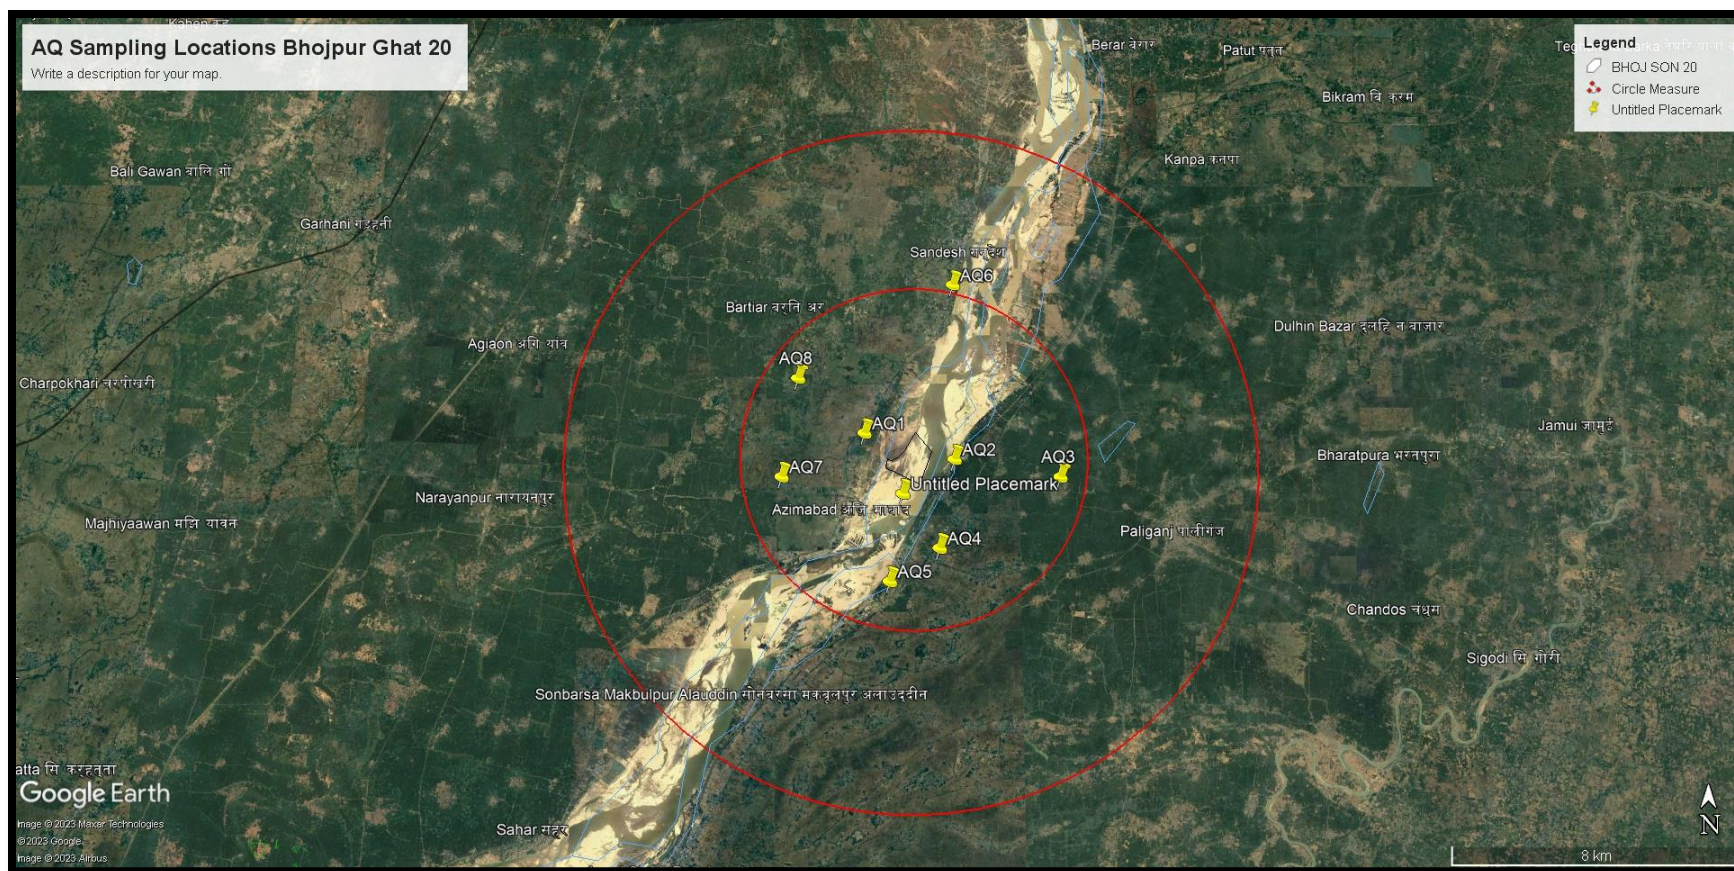 AQ Sampling Locations Bhojpur Ghat 20
Write a description for your map.
Legend
BHOJ SON 20
Circle Measure
Untitled Placemark
Berar बेरार
Patut पतुत
Bikram बिक्रम
Kanpa कनपा
Bali Gawan बालि गाँ
Garhani गड़हनी
Sandesh सन्देश
AQ6
Bartiar बरतिअर
Dulhin Bazar दुलहिन बाजार
Agiaon अगियाव
AQ8
Charpokhari चरपोखरी
AQ1
Jamui जामुई
AQ2
AQ3
Bharatpura भरतपुरा
AQ7
Untitled Placemark
Narayanpur नारायनपुर
Azimabad
Majhiyaawan मझियावन
Paliganj पालीगंज
AQ4
AQ5
Chandos चंधुस
Sigodi सिगोरी
Sonbarsa Makbulpur Alauddin सोनबरसा मकबूलपुर अलाउददीन
Google Earth
Image © 2023 Maxar Technologies
© 2023 Google
Image © 2023 Airbus
Sahar सहर
N
8 km